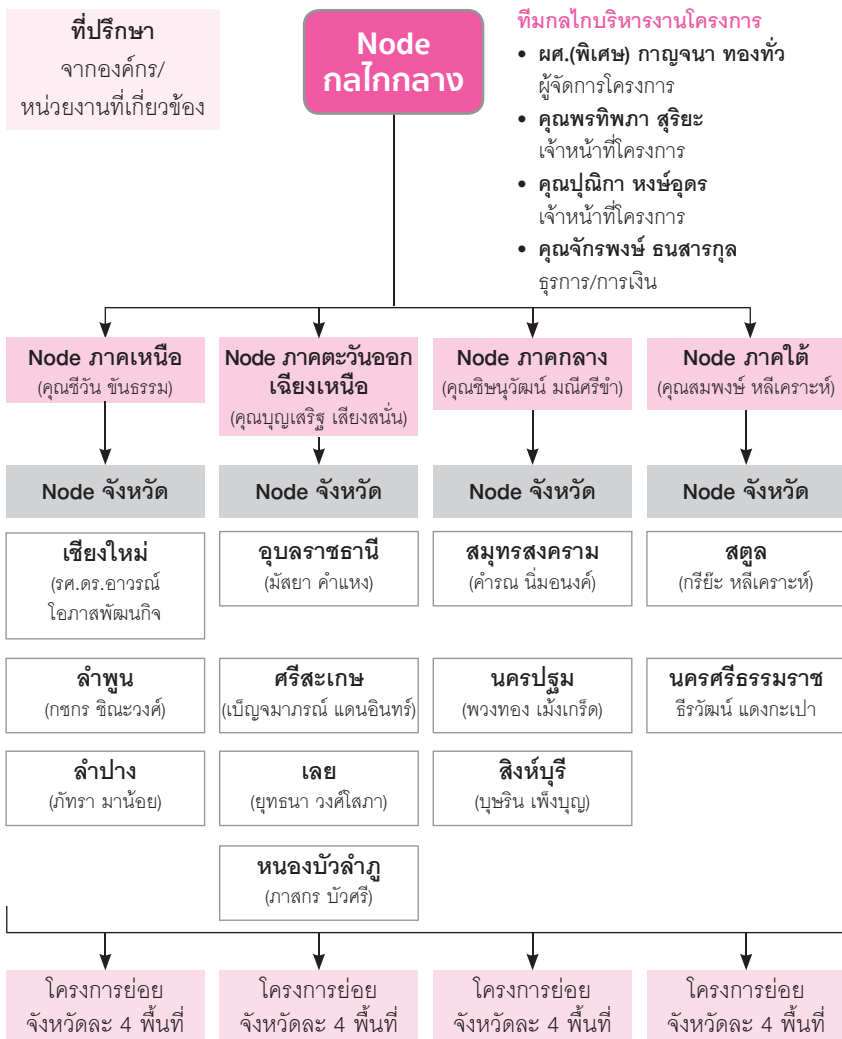 ที่ปรึกษา
จากองค์กร/
หน่วยงานที่เกี่ยวข้อง
Node
กลไกกลาง
ทีมกลไกบริหารงานโครงการ
• ผศ.(พิเศษ) กาญจนา ทองทั่ว
ผู้จัดการโครงการ
• คุณพรทิพภา สุริยะ
เจ้าหน้าที่โครงการ
• คุณปุณิกา หงษ์อุดร
เจ้าหน้าที่โครงการ
• คุณจักรพงษ์ ธนสารกุล
ธุรการ/การเงิน
Node ภาคเหนือ
(คุณชีวัน ขันธรรม)
Node ภาคตะวันออก
เฉียงเหนือ
(คุณบุญเสริฐ เสียงสนั่น)
Node ภาคกลาง
(คุณชิษนุวัฒน์ มณีศรีขำ)
Node ภาคใต้
(คุณสมพงษ์ หลีเคราะห์)
Node จังหวัด
Node จังหวัด
Node จังหวัด
Node จังหวัด
เชียงใหม่
(รศ.ดร.อาวรณ์
โอภาสพัฒนกิจ
อุบลราชธานี
(มัสยา คำแหง)
สมุทรสงคราม
(คำรณ นิ่มอนงค์)
สตูล
(กรีย๊ะ หลีเคราะห์)
ลำพูน
(กชกร ชิณะวงศ์)
ศรีสะเกษ
(เบ็ญจมาภรณ์ แดนอินทร์)
นครปฐม
(พวงทอง เม้งเกร็ด)
นครศรีธรรมราช
ธีรวัฒน์ แดงกะเปา
ลำปาง
(ภัทรา มาน้อย)
เลย
(ยุทธนา วงศ์โสภา)
สิงห์บุรี
(บุษริน เพ็งบุญ)
หนองบัวลำภู
(ภาสกร บัวศรี)
โครงการย่อย
จังหวัดละ 4 พื้นที่
โครงการย่อย
จังหวัดละ 4 พื้นที่
โครงการย่อย
จังหวัดละ 4 พื้นที่
โครงการย่อย
จังหวัดละ 4 พื้นที่